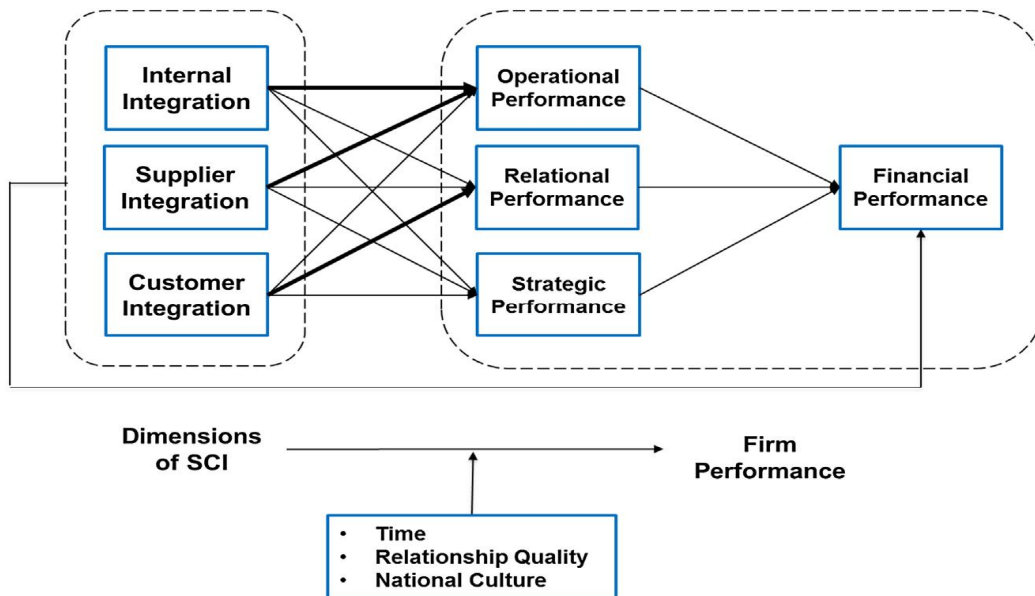 Internal
Integration
Supplier
Integration
Customer
Integration
Operational
Performance
Relational
Performance
Strategic
Performance
Financial
Performance
Dimensions
of SCI
Firm
Performance
• Time
• Relationship Quality
• National Culture